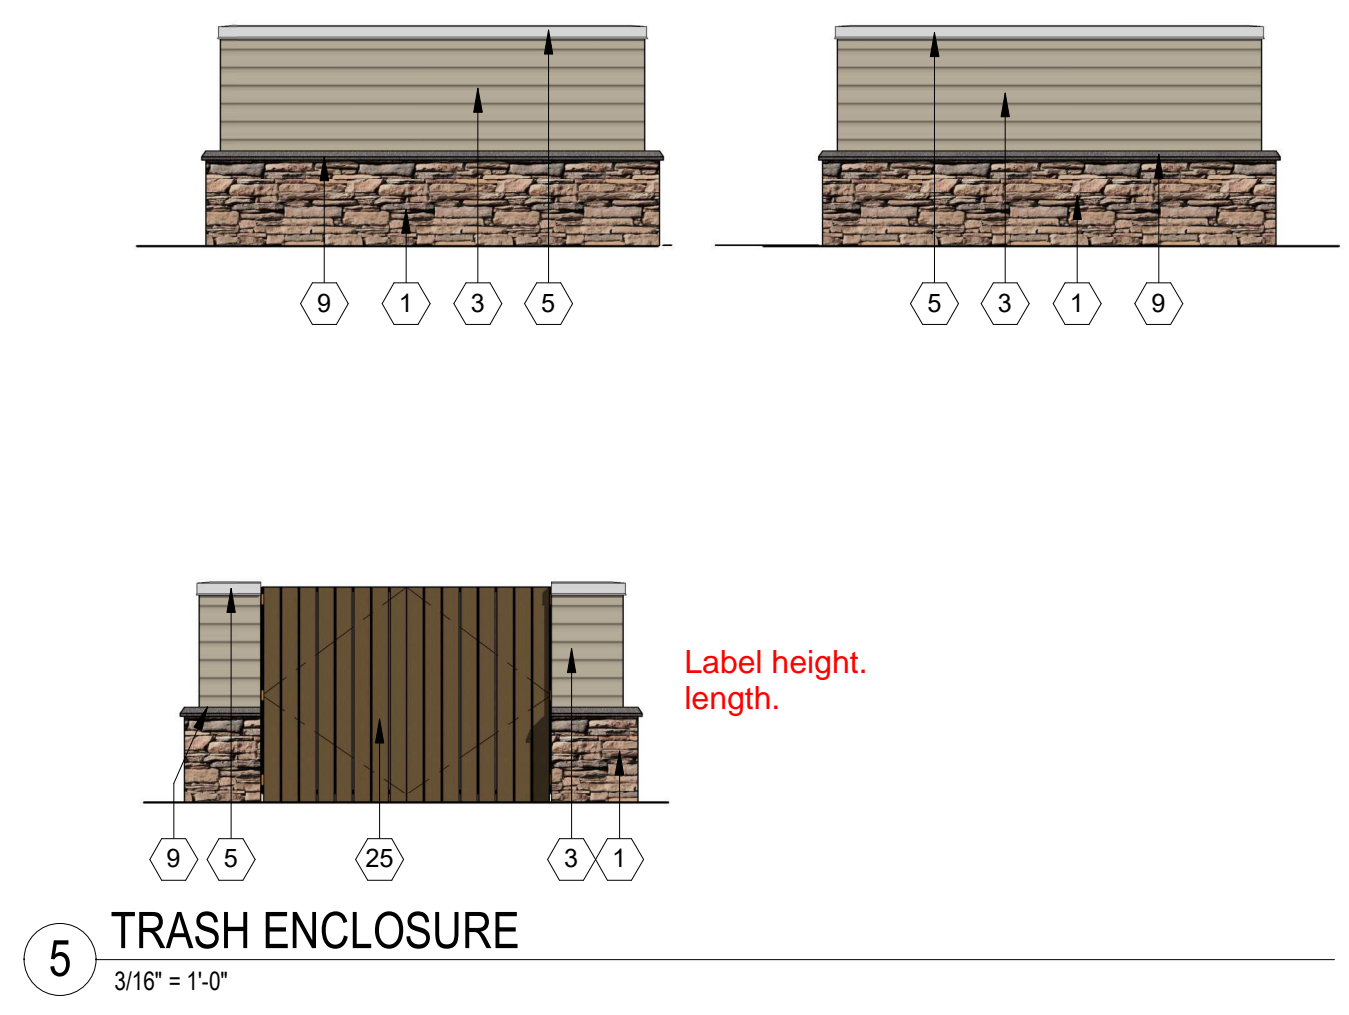 9 1 3 5
5 3 1 9
Label height.
length.
9 5 25 3 1
5 TRASH ENCLOSURE
3/16" = 1'-0"